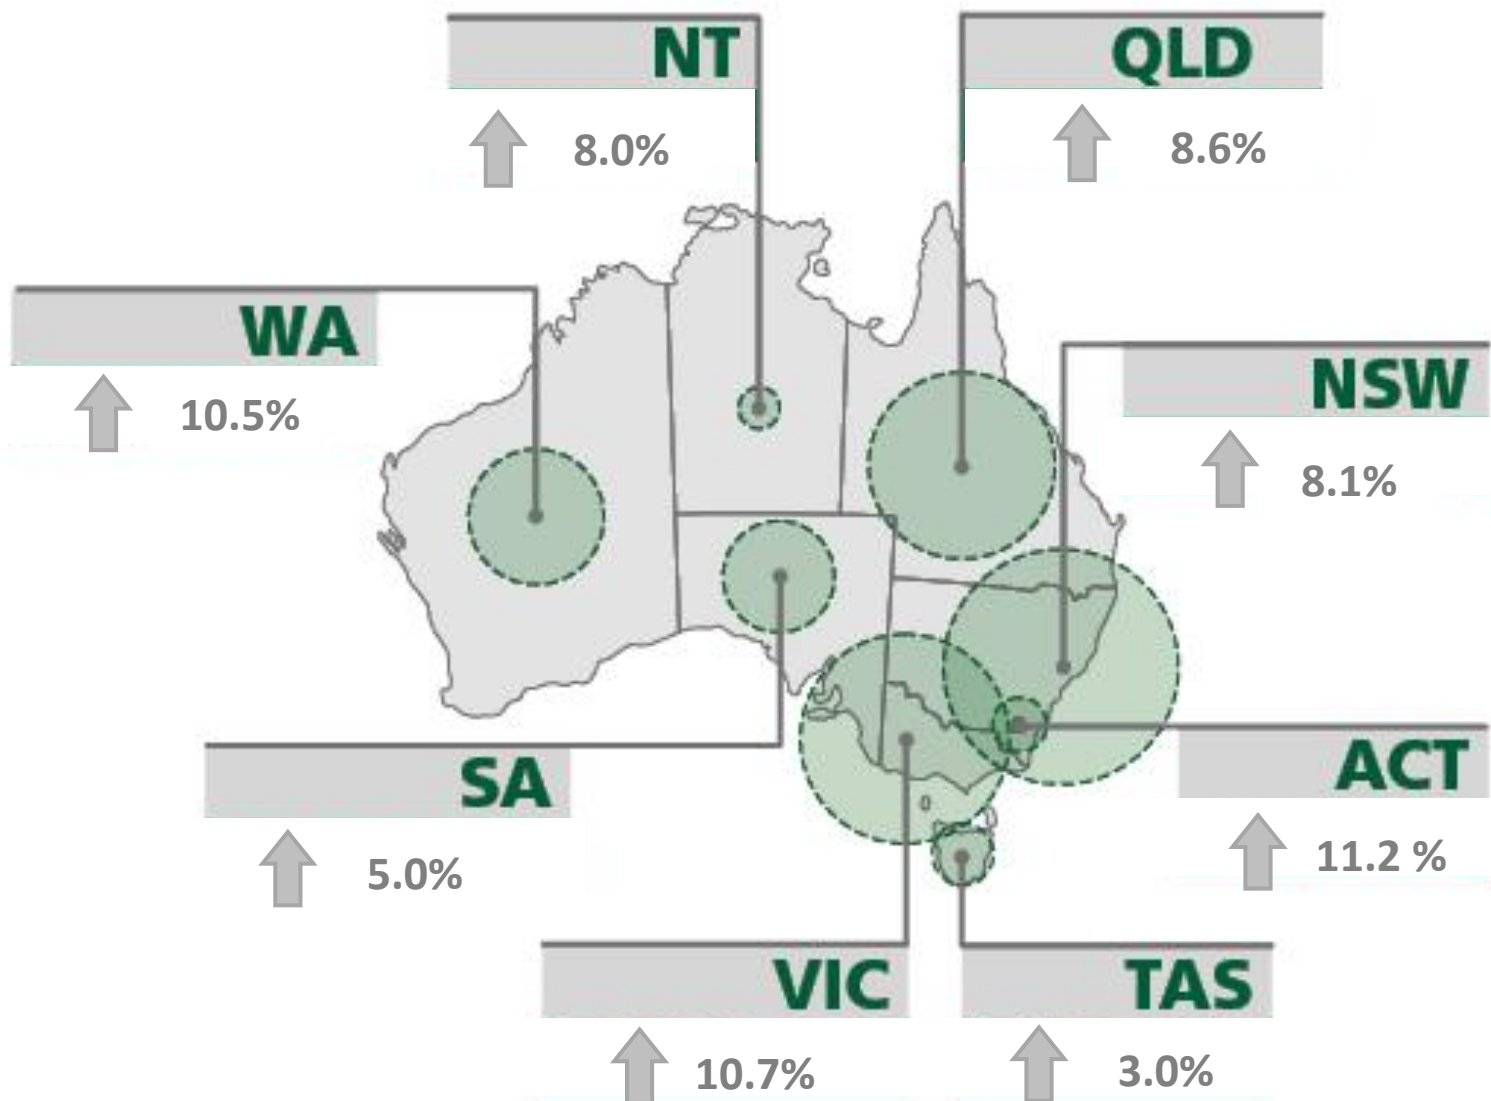 NT
8.0%
QLD
8.6%
WA
10.5%
NSW
8.1%
SA
5.0%
ACT
11.2 %
VIC
10.7%
TAS
3.0%